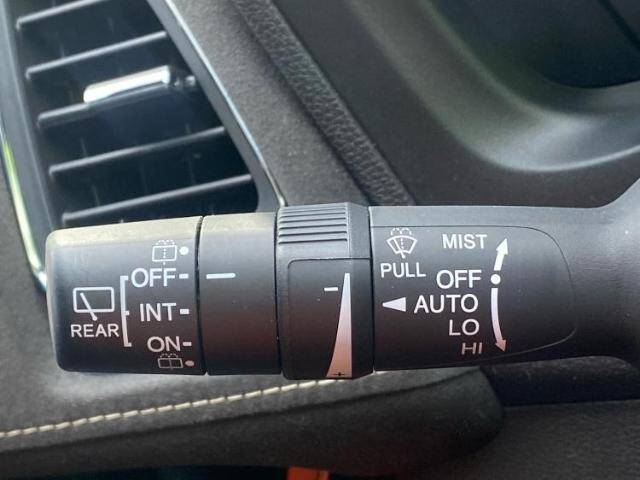 REAR
OFF
INT
ON
-
+
PULL
MIST
OFF
AUTO
LO
HI